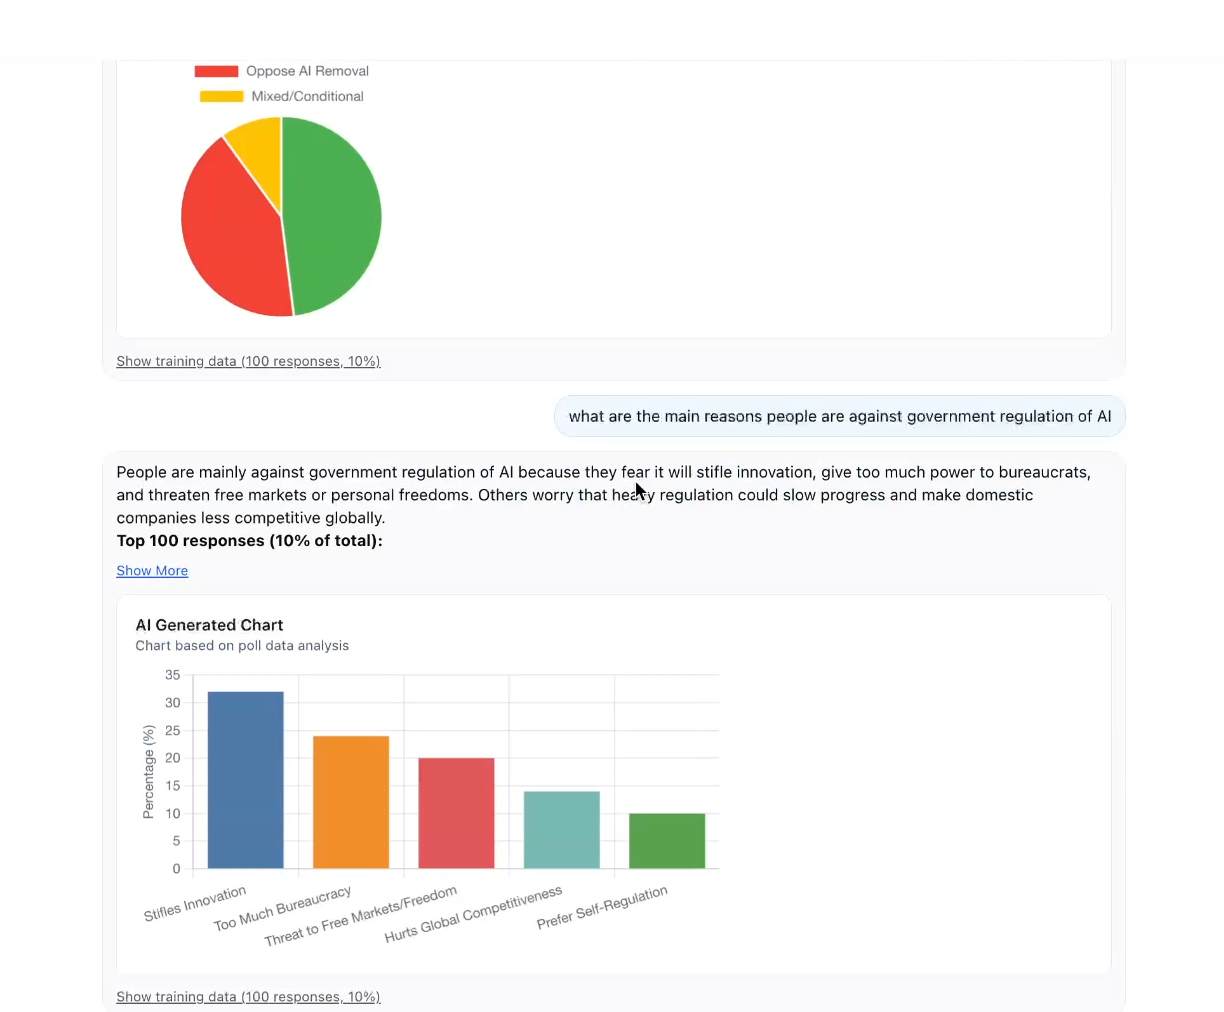 Oppose AI Removal
Mixed/Conditional
Show training data (100 responses, 10%)
what are the main reasons people are against government regulation of AI
People are mainly against government regulation of AI because they fear it will stifle innovation, give too much power to bureaucrats,
and threaten free markets or personal freedoms. Others worry that heavy regulation could slow progress and make domestic
companies less competitive globally.
Top 100 responses (10% of total):
Show More
AI Generated Chart
Chart based on poll data analysis
Percentage (%)
35
30
25
20
15
10
5
0
Stifles Innovation
Too Much Bureaucracy
Threat to Free Markets/Freedom
Hurts Global Competitiveness
Prefer Self-Regulation
Show training data (100 responses, 10%)